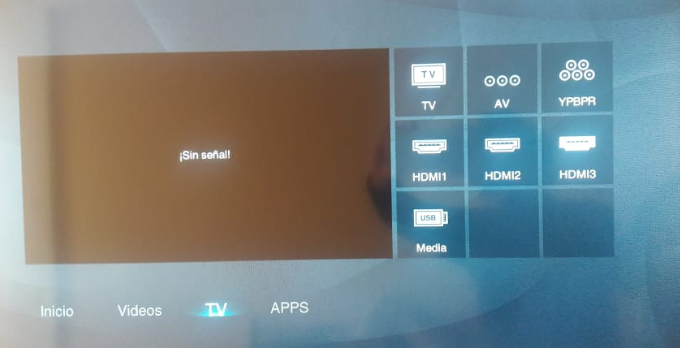 TV
TV
AV
YPBPR
¡Sin señal!
HDMI1
HDMI2
HDMI3
USB
Media
Inicio
Videos
TV
APPS